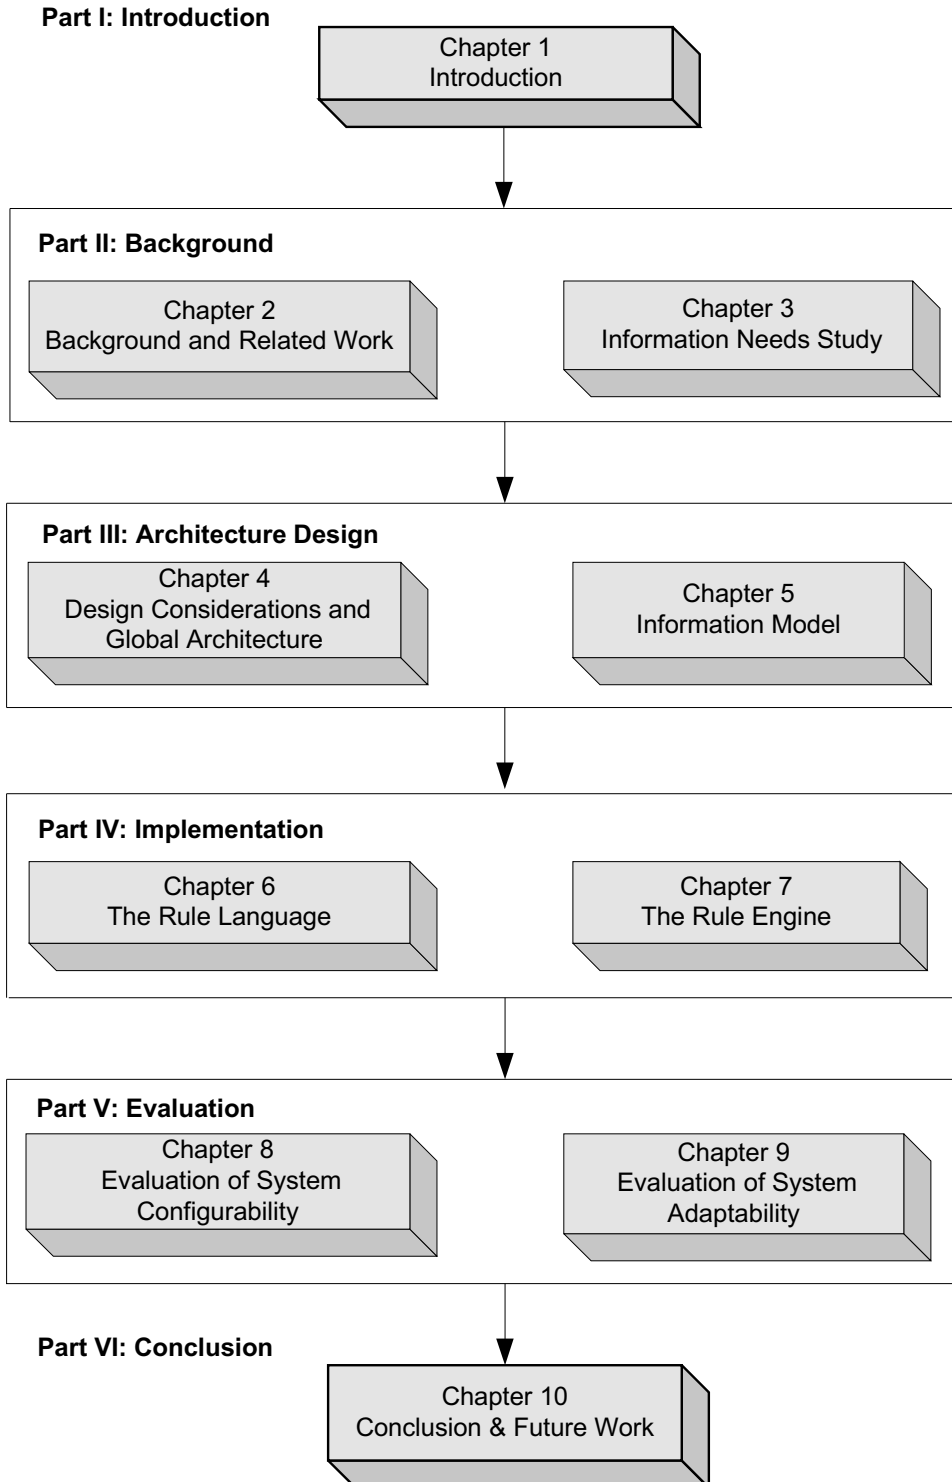 Part I: Introduction
Chapter 1
Introduction
Part II: Background
Chapter 2
Background and Related Work
Chapter 3
Information Needs Study
Part III: Architecture Design
Chapter 4
Design Considerations and
Global Architecture
Chapter 5
Information Model
Part IV: Implementation
Chapter 6
The Rule Language
Chapter 7
The Rule Engine
Part V: Evaluation
Chapter 8
Evaluation of System
Configurability
Chapter 9
Evaluation of System
Adaptability
Part VI: Conclusion
Chapter 10
Conclusion & Future Work